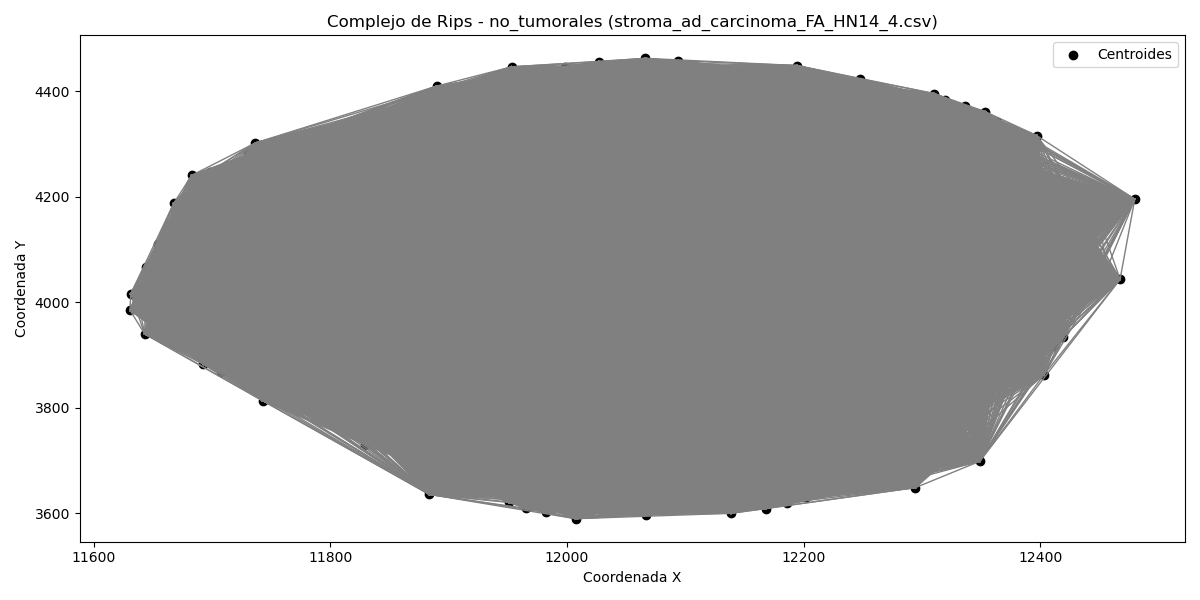 Complejo de Rips - no_tumorales (stroma_ad_carcinoma_FA_HN14_4.csv)
Centroides
Coordenada Y
4400
4200
4000
3800
3600
11600 11800 12000 12200 12400
Coordenada X